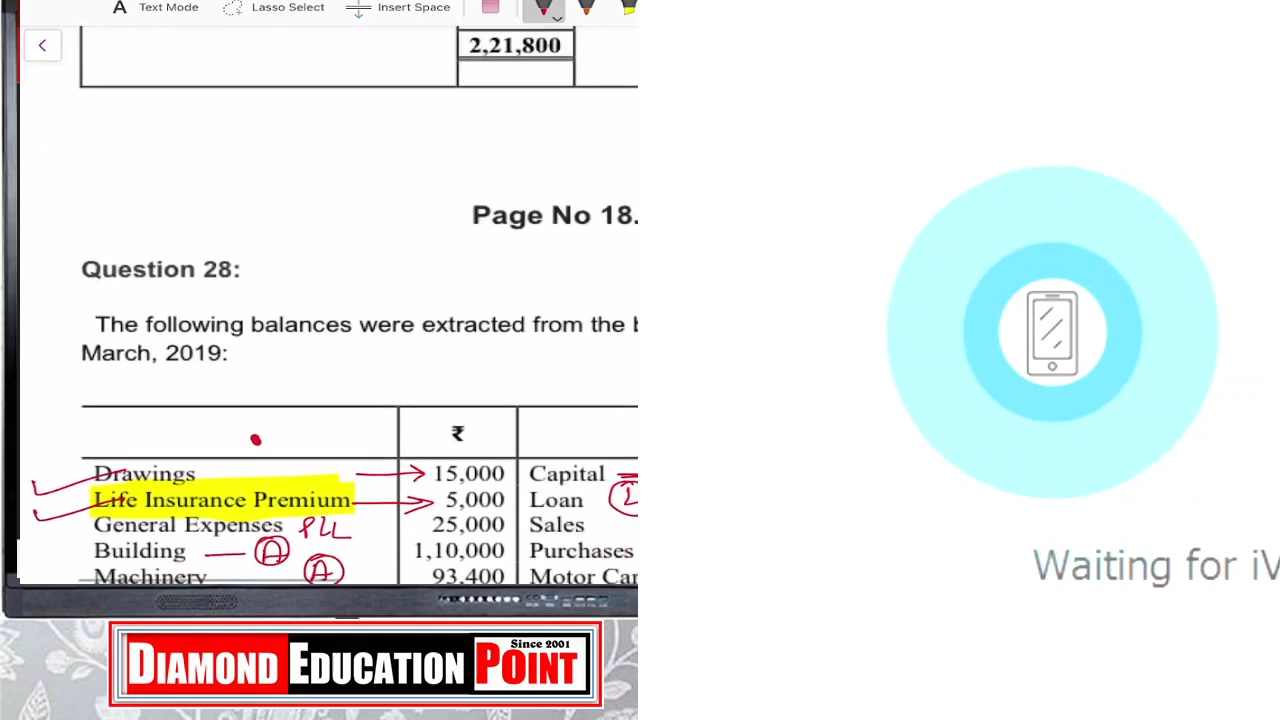 A Text Mode Lasso Select Insert Space
2,21,800
Page No 18.
Question 28:
The following balances were extracted from the b
March, 2019:
₹
Drawings 15,000 Capital
Life Insurance Premium 5,000 Loan
General Expenses P&L 25,000 Sales
Building A 1,10,000 Purchases
Machinery A 93,400 Motor Car
Since 2001
DIAMOND EDUCATION POINT
Waiting for iV